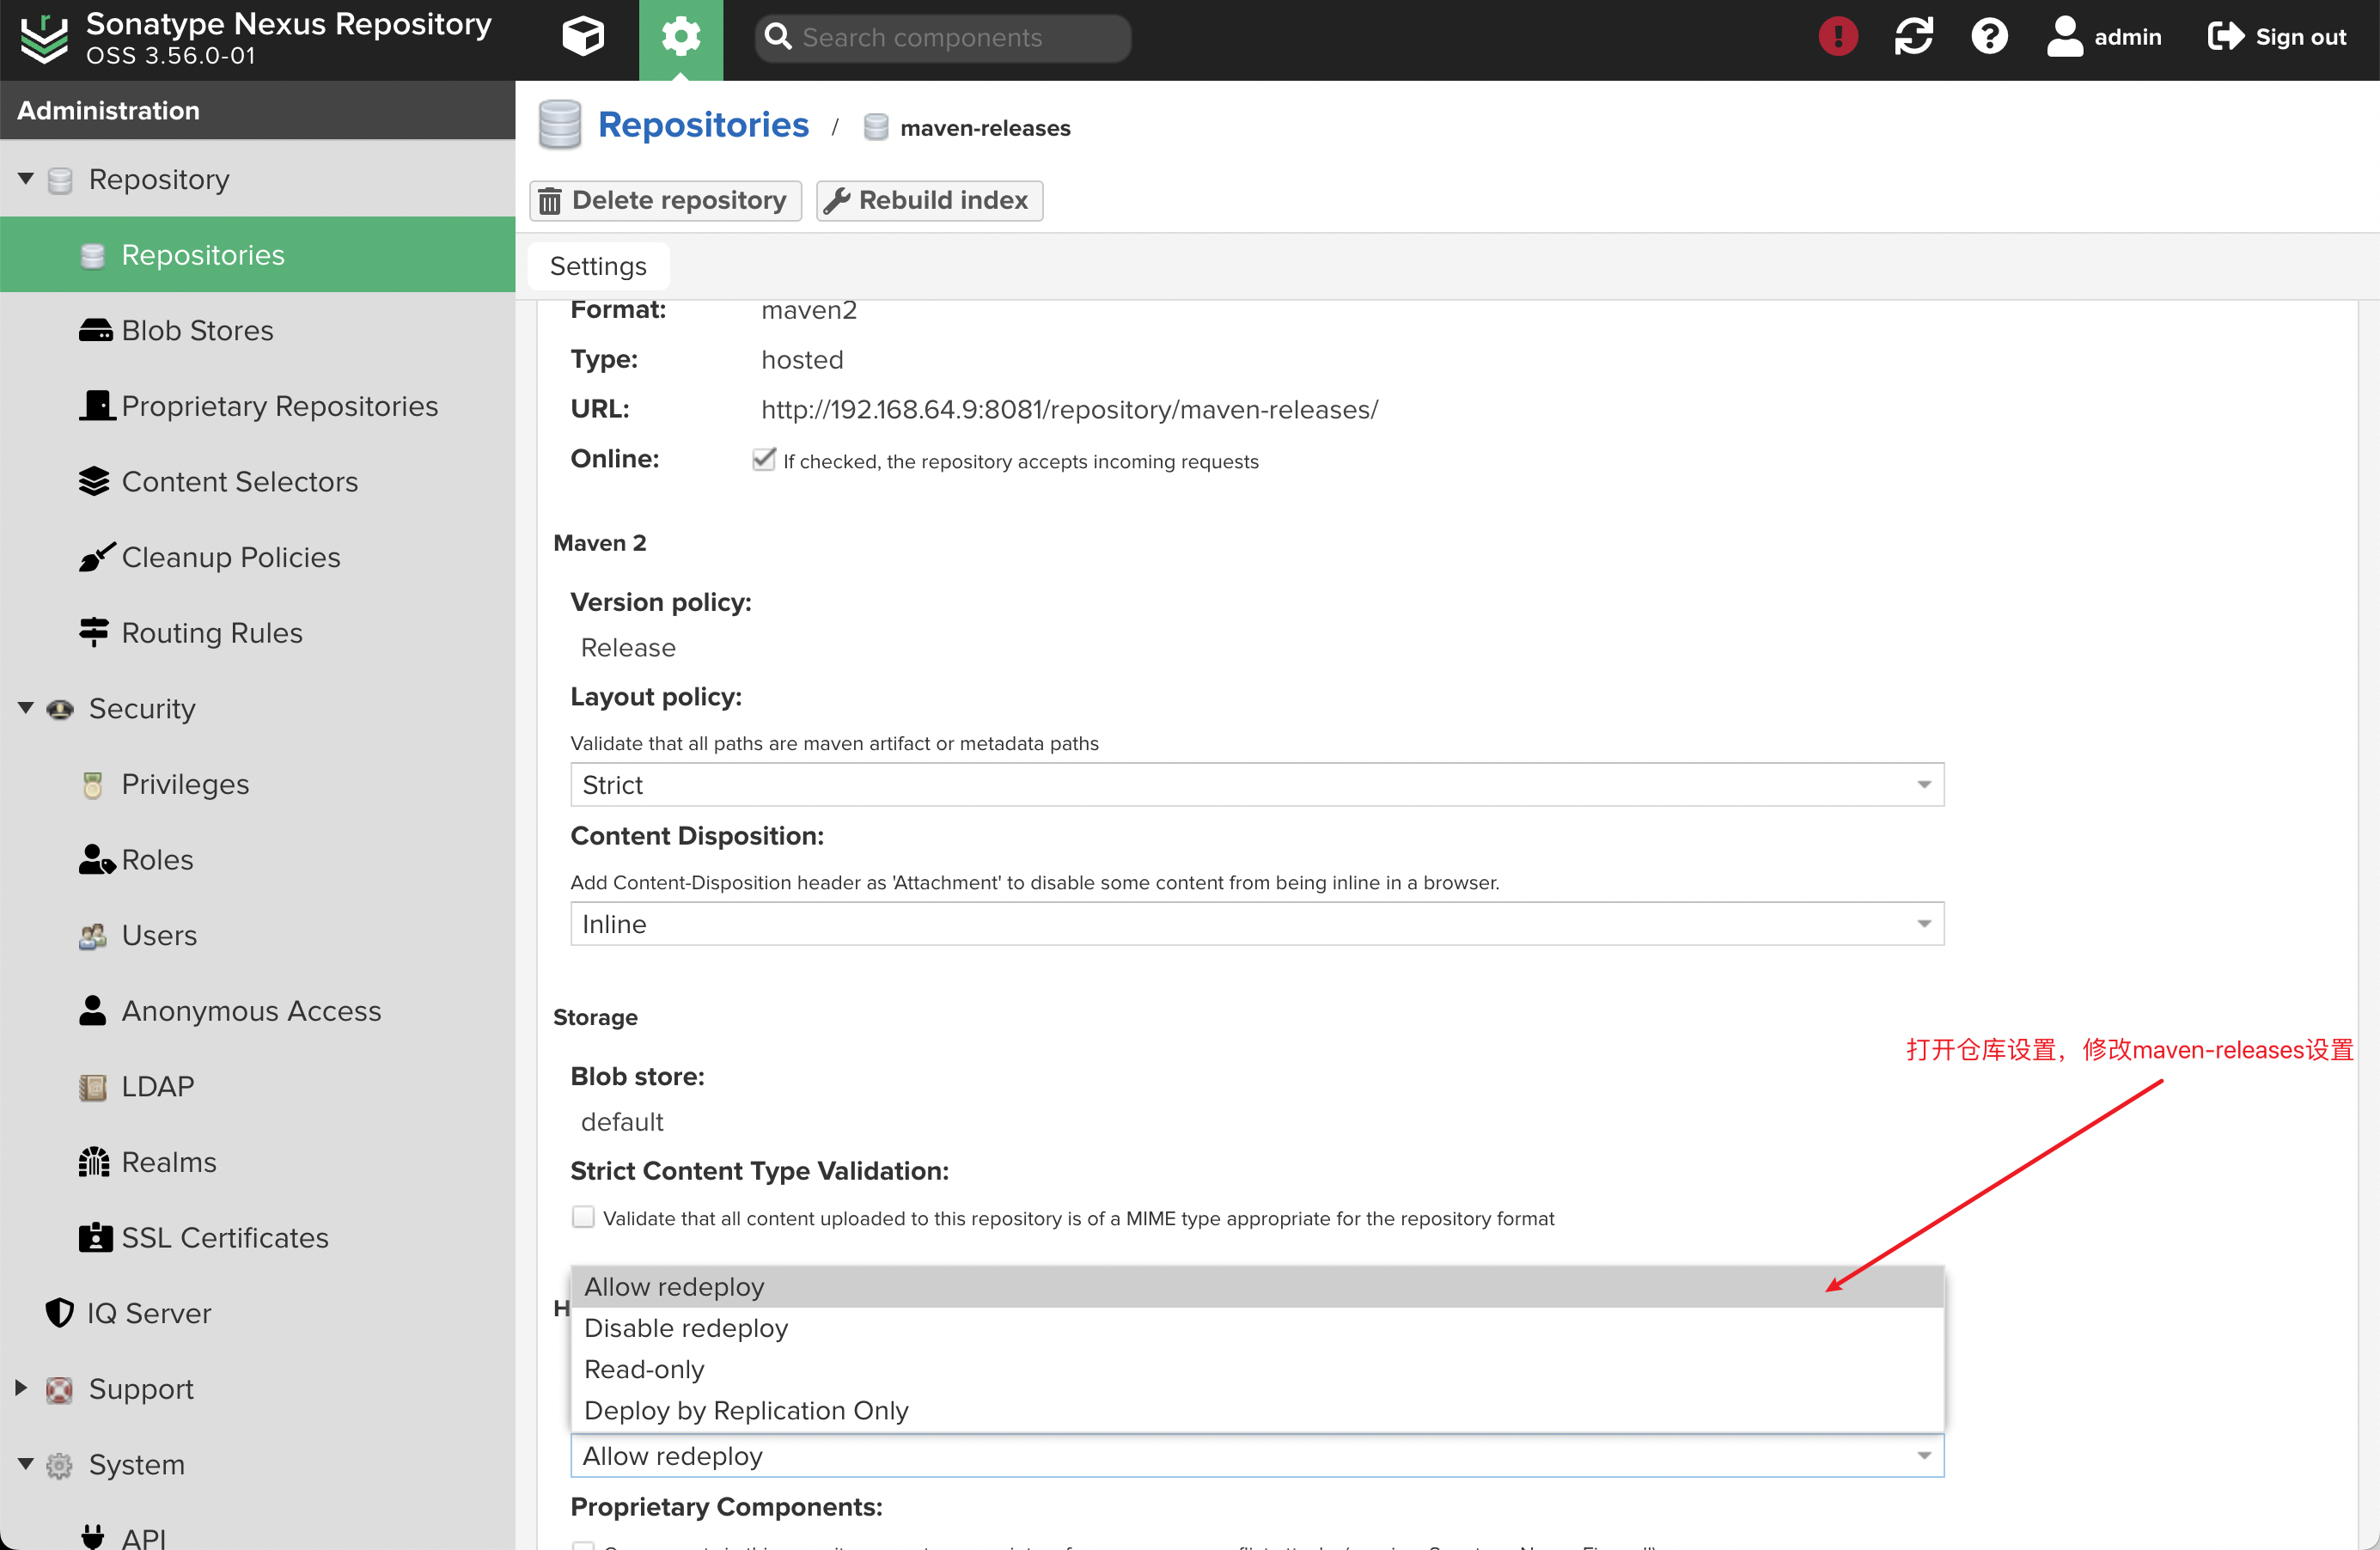 Sonatype Nexus Repository
OSS 3.56.0-01
Search components
admin
Sign out
Administration
Repository
Repositories
Blob Stores
Proprietary Repositories
Content Selectors
Cleanup Policies
Routing Rules
Security
Privileges
Roles
Users
Anonymous Access
LDAP
Realms
SSL Certificates
IQ Server
Support
System
API
Repositories / maven-releases
Delete repository Rebuild index
Settings
Format: maven2
Type: hosted
URL: http://192.168.64.9:8081/repository/maven-releases/
Online: If checked, the repository accepts incoming requests
Maven 2
Version policy:
Release
Layout policy:
Validate that all paths are maven artifact or metadata paths
Strict
Content Disposition:
Add Content-Disposition header as 'Attachment' to disable some content from being inline in a browser.
Inline
Storage
打开仓库设置，修改maven-releases设置
Blob store:
default
Strict Content Type Validation:
Validate that all content uploaded to this repository is of a MIME type appropriate for the repository format
H
Allow redeploy
Disable redeploy
Read-only
Deploy by Replication Only
Allow redeploy
Proprietary Components: